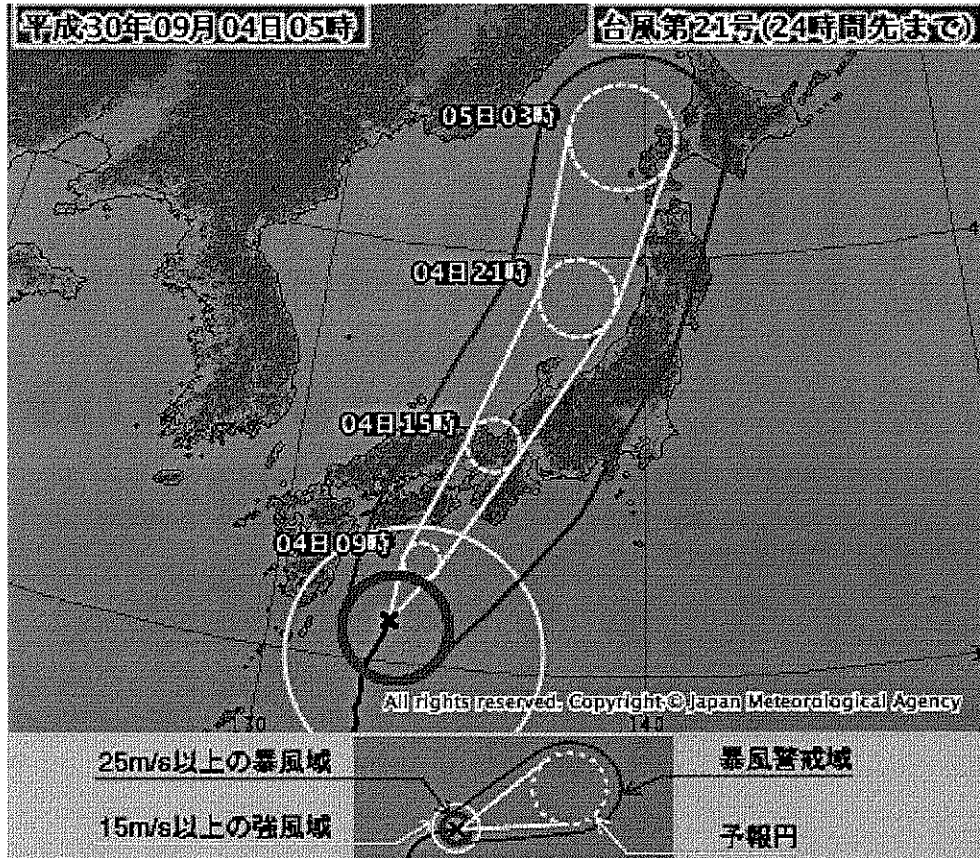 平成30年09月04日05時
台風第21号(24時間先まで)
05日03時
04日21時
04日15時
04日09時
All rights reserved. Copyright © Japan Meteorological Agency
130
140
25m/s以上の暴風域
暴風警戒域
15m/s以上の強風域
予報円